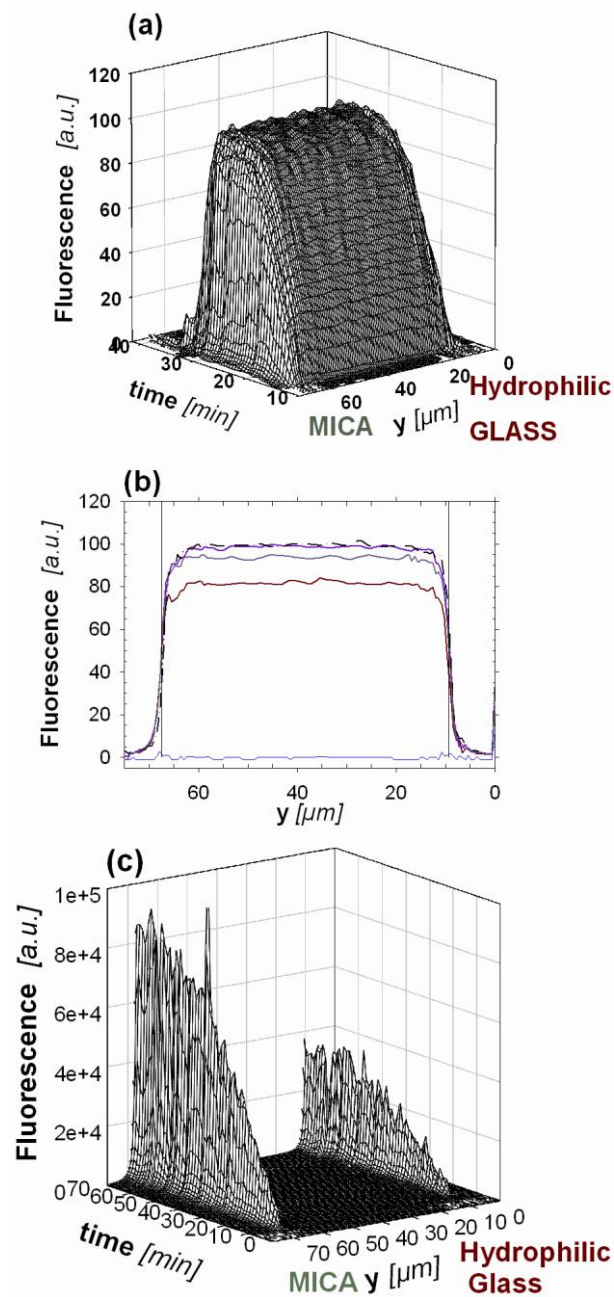 (a)
120
100
80
60
40
20
0
40
30
20
10
time [min]
60
40
20
0
y [µm]
MICA
Hydrophilic
GLASS
Fluorescence [a.u.]
(b)
120
100
80
60
40
20
0
60
40
20
0
y [µm]
Fluorescence [a.u.]
(c)
1e+5
8e+4
6e+4
4e+4
2e+4
0
70
60
50
40
30
20
10
0
time [min]
70
60
50
40
30
20
10
0
MICA y [µm]
Hydrophilic
Glass
Fluorescence [a.u.]